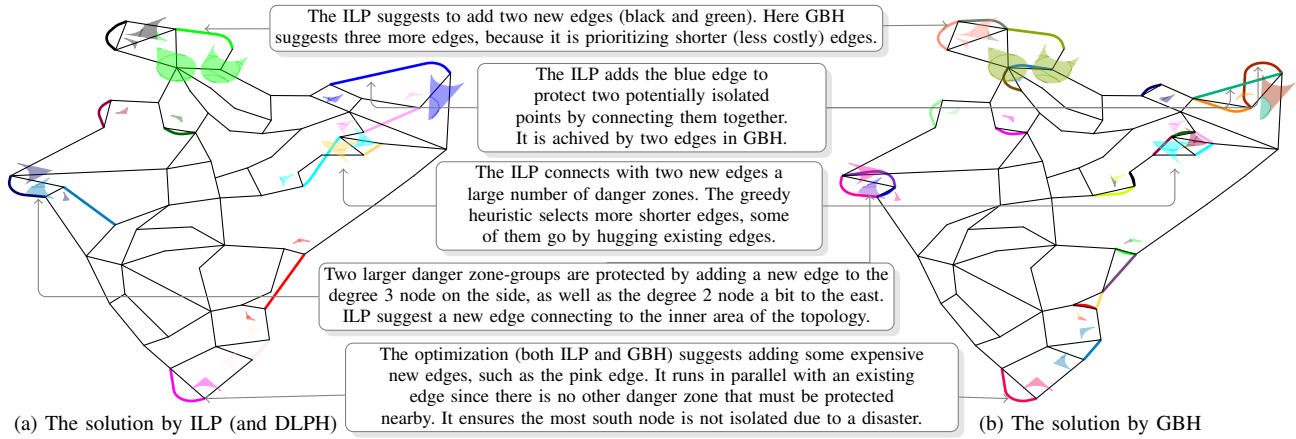 The ILP suggests to add two new edges (black and green). Here GBH
suggests three more edges, because it is prioritizing shorter (less costly) edges.
The ILP adds the blue edge to
protect two potentially isolated
points by connecting them together.
It is achived by two edges in GBH.
The ILP connects with two new edges a
large number of danger zones. The greedy
heuristic selects more shorter edges, some
of them go by hugging existing edges.
Two larger danger zone-groups are protected by adding a new edge to the
degree 3 node on the side, as well as the degree 2 node a bit to the east.
ILP suggest a new edge connecting to the inner area of the topology.
The optimization (both ILP and GBH) suggests adding some expensive
new edges, such as the pink edge. It runs in parallel with an existing
edge since there is no other danger zone that must be protected
nearby. It ensures the most south node is not isolated due to a disaster.
(a) The solution by ILP (and DLPH)
(b) The solution by GBH